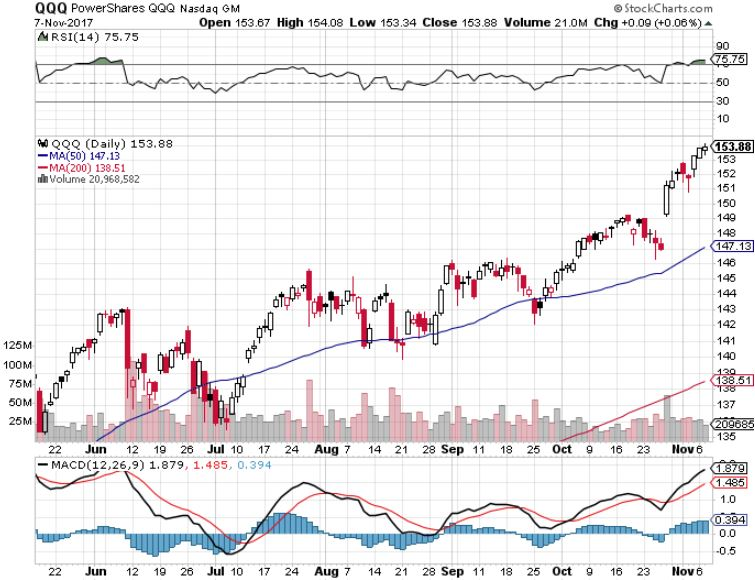 QQQ PowerShares QQQ Nasdaq GM © StockCharts.com
7-Nov-2017 Open 153.67 High 154.08 Low 153.34 Close 153.88 Volume 21.0M Chg +0.09 (+0.06%)
RSI(14) 75.75
90
75.75
70
50
30
10
QQQ (Daily) 153.88
MA(50) 147.13
MA(200) 138.51
Volume 20,968,582
153.88
153
152
151
150
149
148
147.13
146
145
144
143
142
141
140
139
138.51
137
136
135
125M
100M
75M
50M
25M
209685
22 Jun 12 19 26 Jul 10 17 24 Aug 7 14 21 28 Sep 11 18 25 Oct 9 16 23 Nov 6
MACD(12,26,9) 1.879, 1.485, 0.394
1.879
1.485
0.394
0.0
-0.5
22 Jun 12 19 26 Jul 10 17 24 Aug 7 14 21 28 Sep 11 18 25 Oct 9 16 23 Nov 6